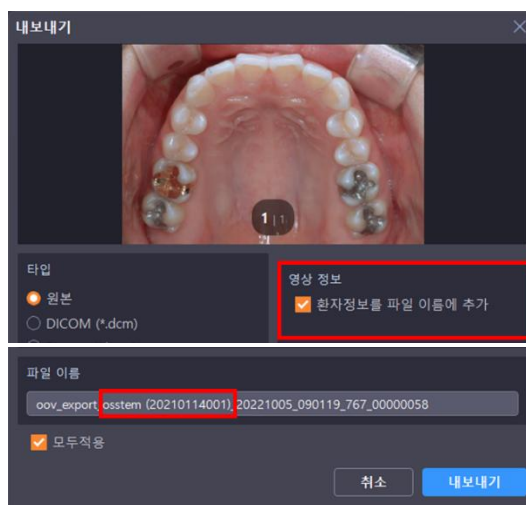 내보내기
1 | 1
타입
원본
DICOM (*.dcm)
영상 정보
환자정보를 파일 이름에 추가
파일 이름
oov_export_osstem (20210114001)_20221005_090119_767_00000058
모두적용
취소
내보내기